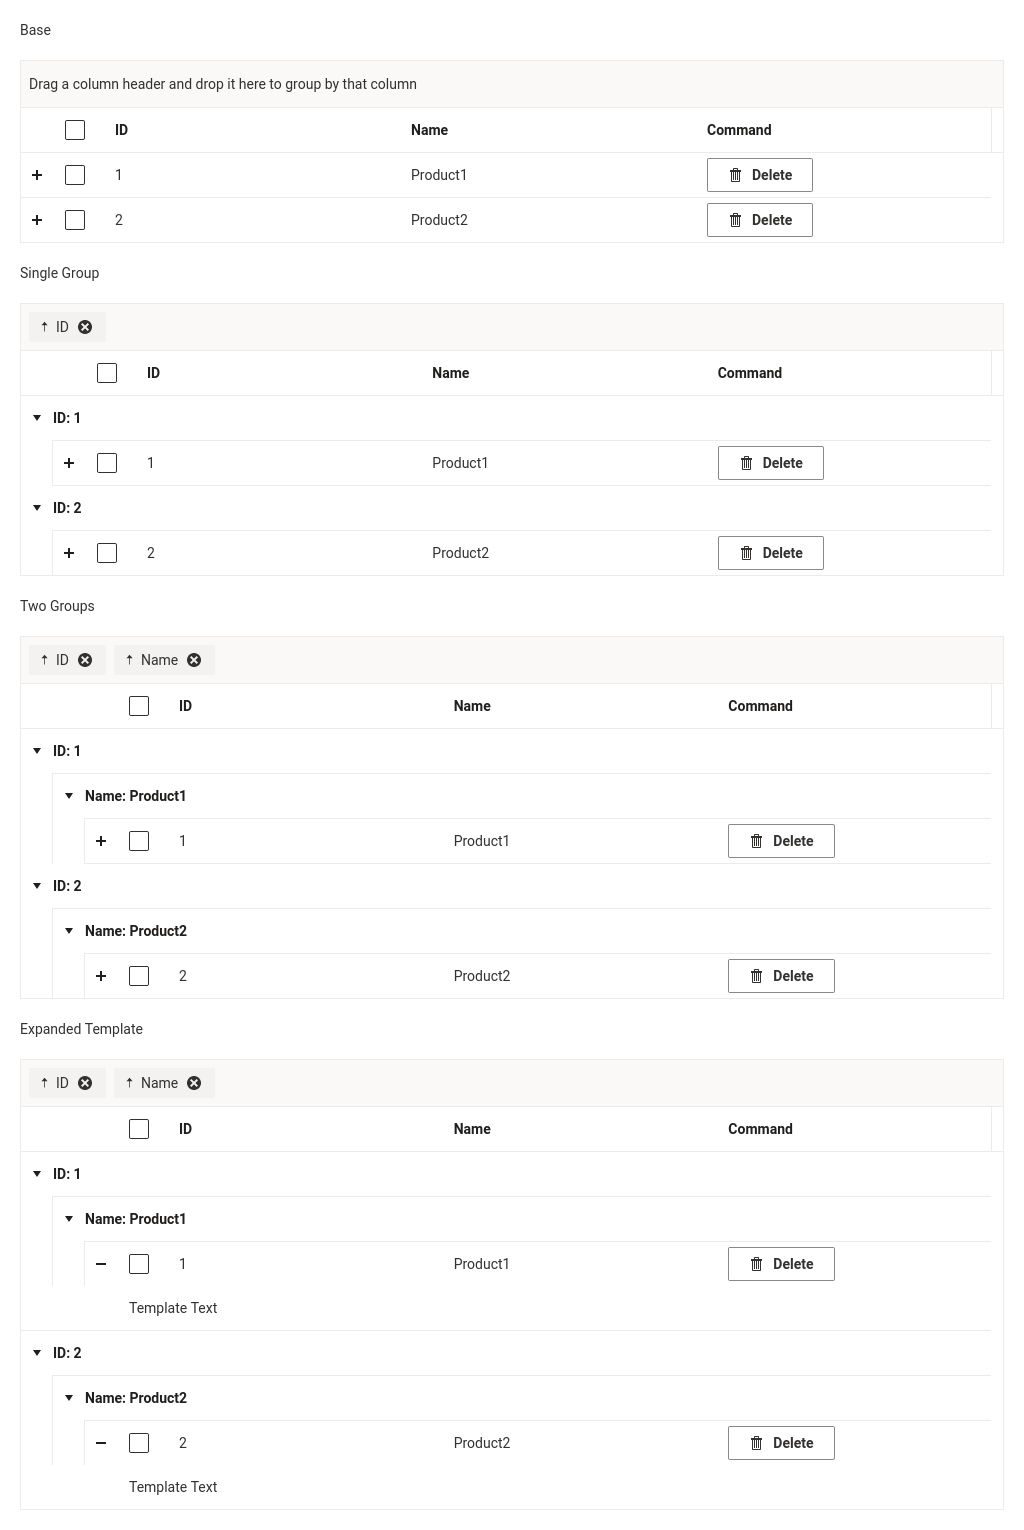 Base
Drag a column header and drop it here to group by that column
ID Name Command
1 Product1 Delete
2 Product2 Delete
Single Group
ID
ID Name Command
ID: 1
1 Product1 Delete
ID: 2
2 Product2 Delete
Two Groups
ID Name
ID Name Command
ID: 1
Name: Product1
1 Product1 Delete
ID: 2
Name: Product2
2 Product2 Delete
Expanded Template
ID Name
ID Name Command
ID: 1
Name: Product1
1 Product1 Delete
Template Text
ID: 2
Name: Product2
2 Product2 Delete
Template Text